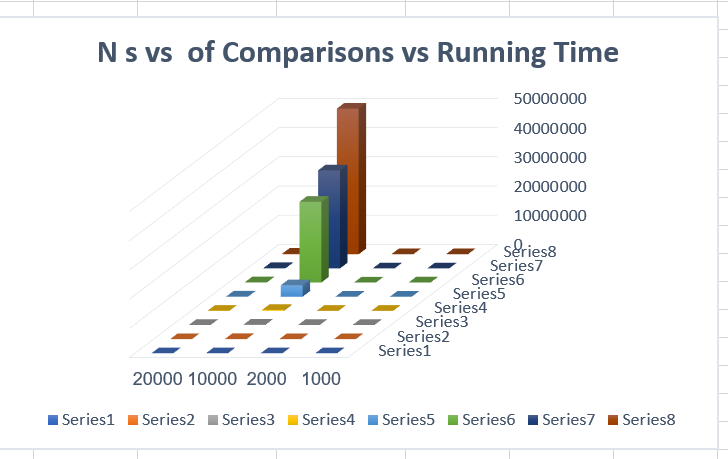 N s vs  of Comparisons vs Running Time
50000000
40000000
30000000
20000000
10000000
0
Series8
Series7
Series6
Series5
Series4
Series3
Series2
Series1
20000 10000 2000 1000
Series1 Series2 Series3 Series4 Series5 Series6 Series7 Series8